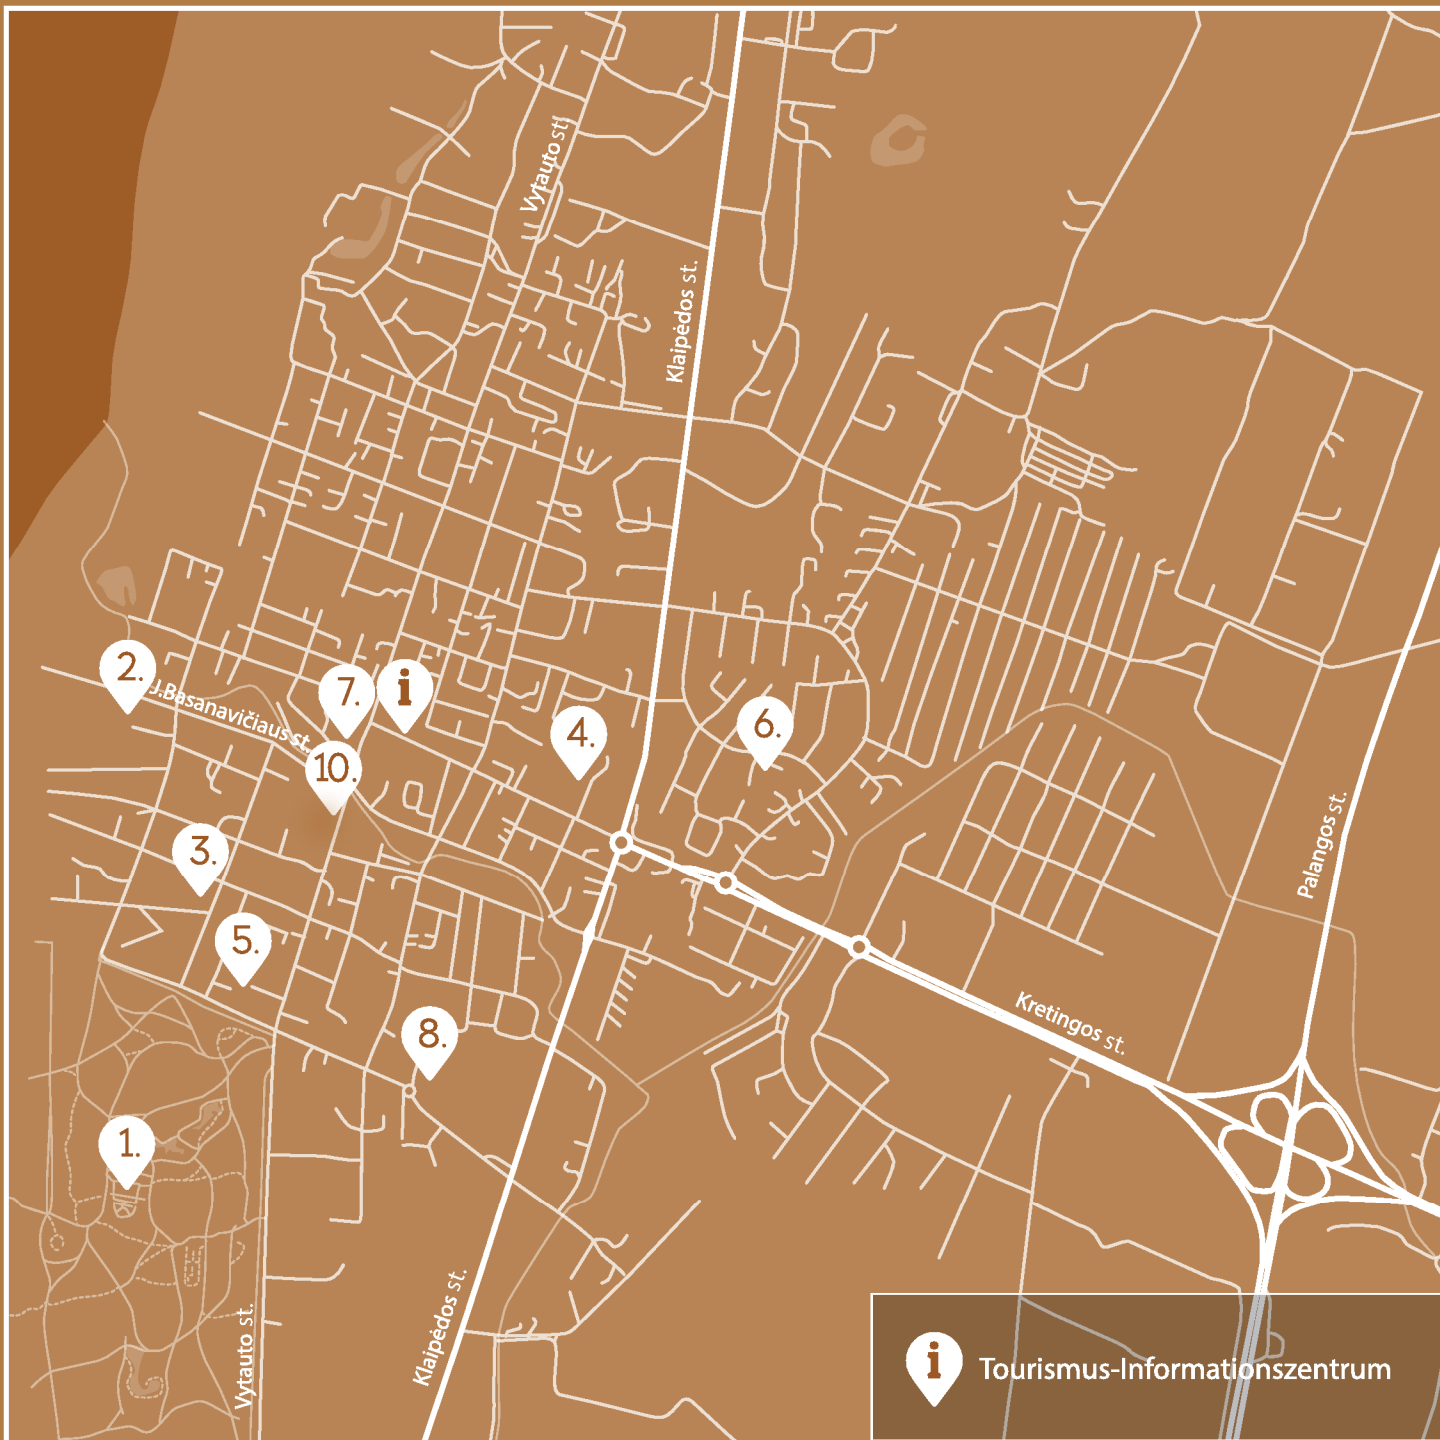 Vytauto st.
Klaipėdos st.
2.
J.Basanavičiaus st.
7.
i
4.
6.
10.
3.
Palangos st.
5.
Kretingos st.
8.
1.
Klaipėdos st.
Vytauto st.
i
Tourismus-Informationszentrum